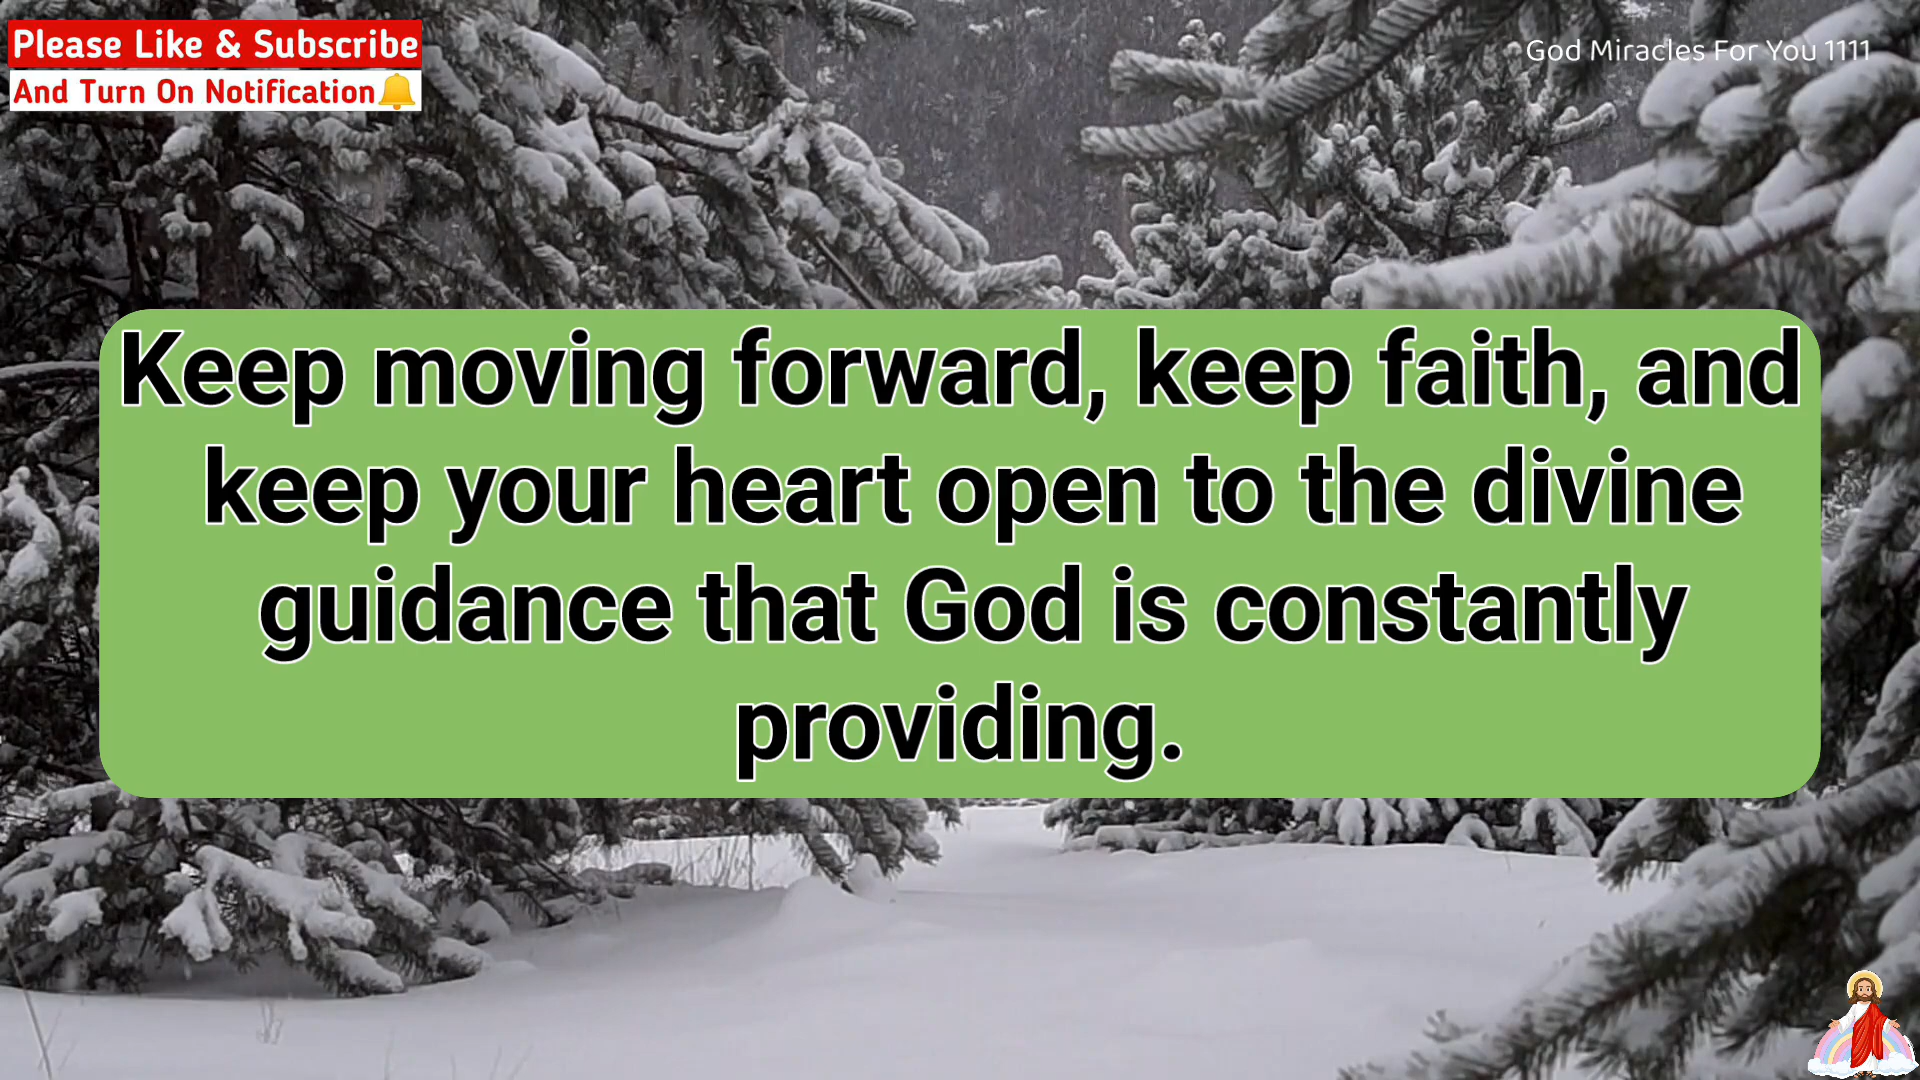 Please Like & Subscribe
And Turn On Notification
God Miracles For You 1111
Keep moving forward, keep faith, and
keep your heart open to the divine
guidance that God is constantly
providing.